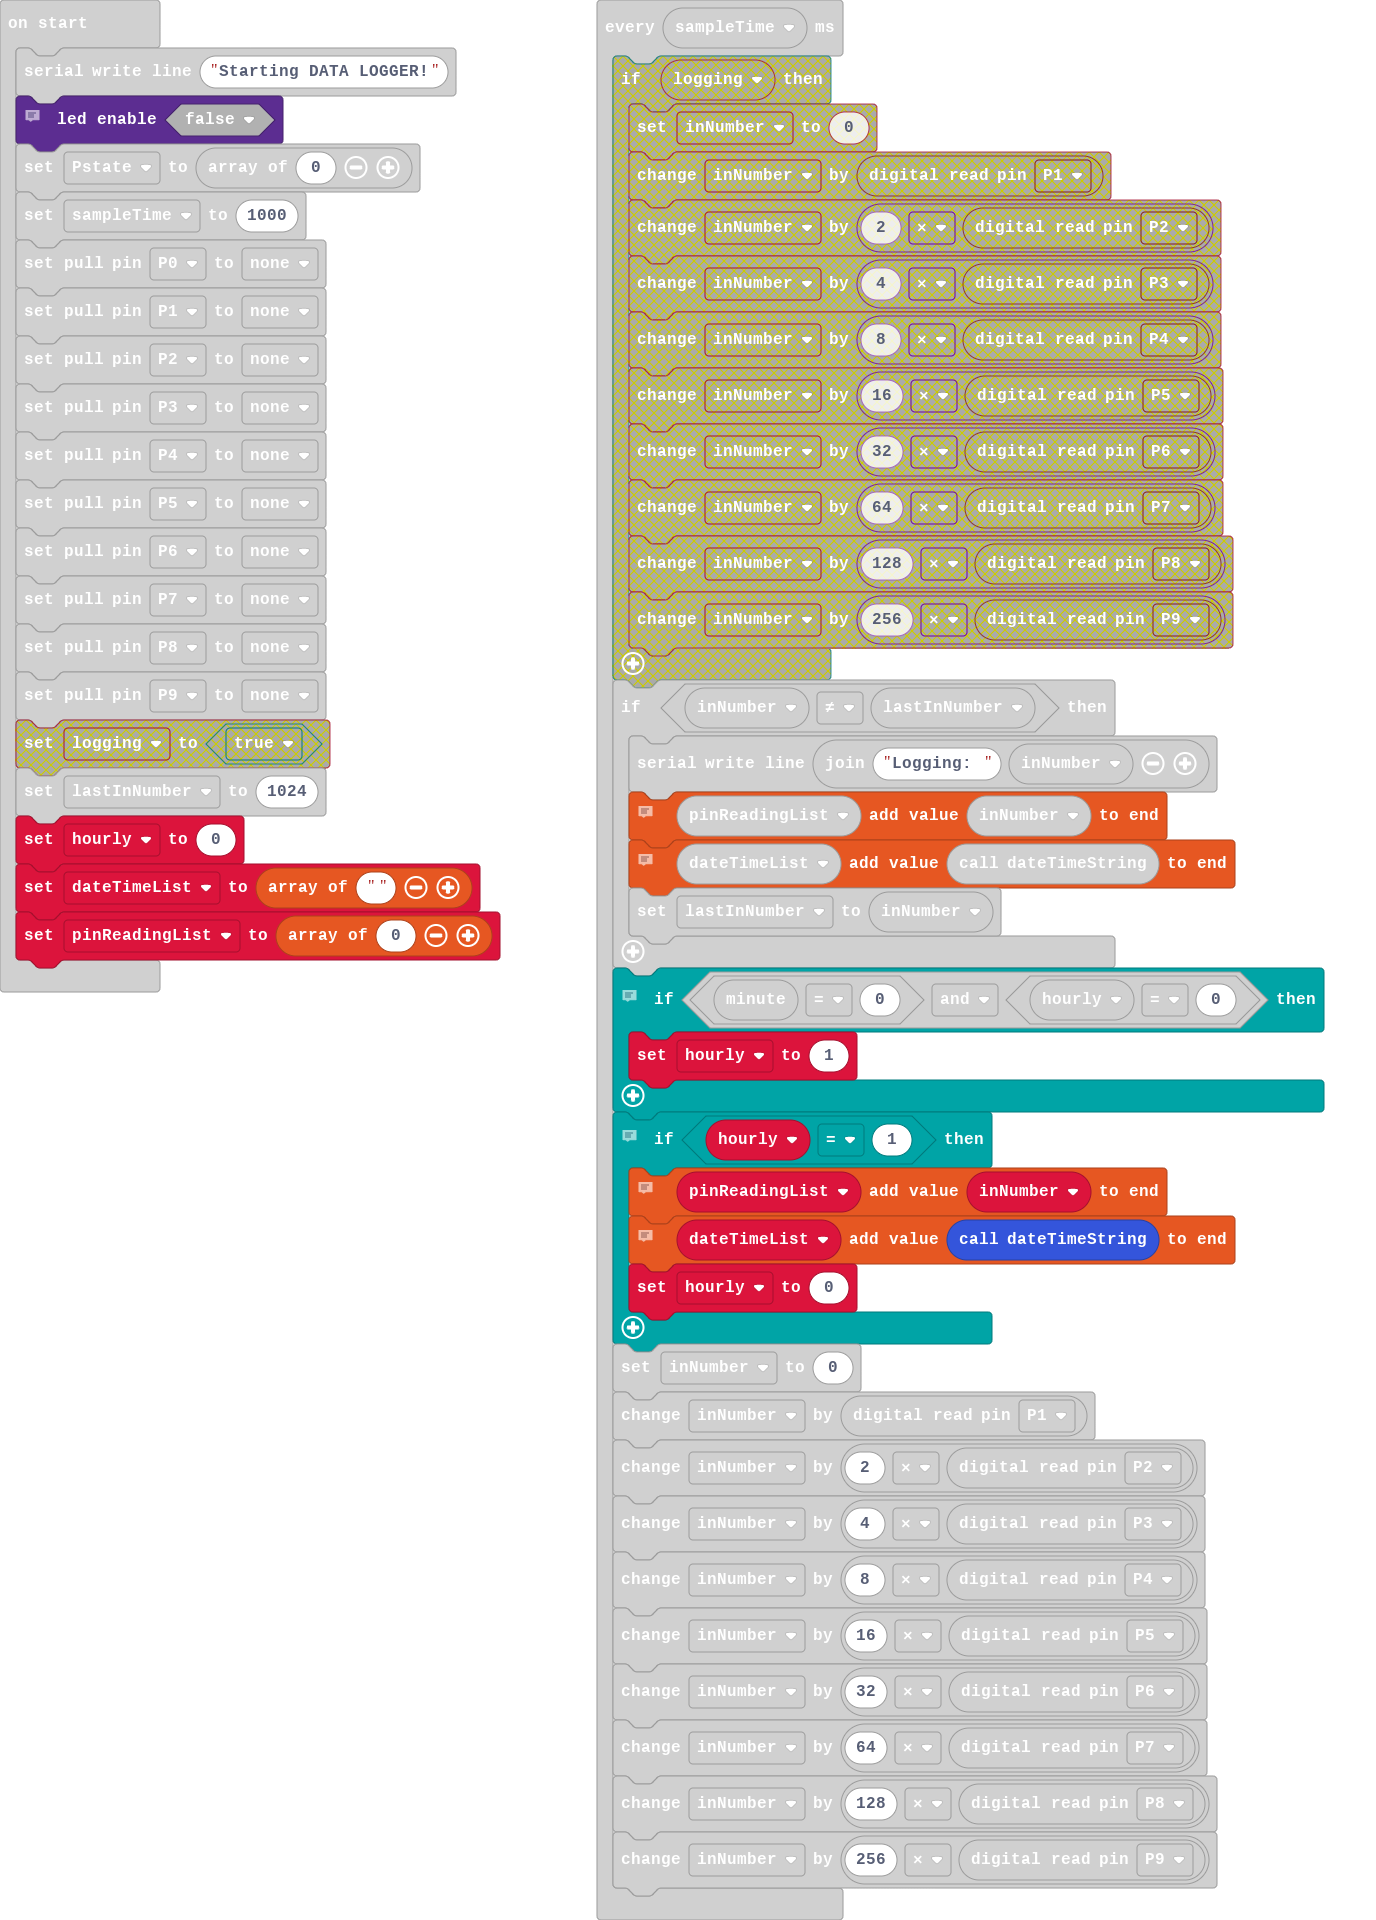 on start
serial write line "Starting DATA LOGGER!"
led enable false
set Pstate to array of 0
set sampleTime to 1000
set pull pin P0 to none
set pull pin P1 to none
set pull pin P2 to none
set pull pin P3 to none
set pull pin P4 to none
set pull pin P5 to none
set pull pin P6 to none
set pull pin P7 to none
set pull pin P8 to none
set pull pin P9 to none
set logging to true
set lastInNumber to 1024
set hourly to 0
set dateTimeList to array of ""
set pinReadingList to array of 0
every sampleTime ms
if logging then
set inNumber to 0
change inNumber by digital read pin P1
change inNumber by 2 × digital read pin P2
change inNumber by 4 × digital read pin P3
change inNumber by 8 × digital read pin P4
change inNumber by 16 × digital read pin P5
change inNumber by 32 × digital read pin P6
change inNumber by 64 × digital read pin P7
change inNumber by 128 × digital read pin P8
change inNumber by 256 × digital read pin P9
if inNumber ≠ lastInNumber then
serial write line join "Logging: " inNumber
pinReadingList add value inNumber to end
dateTimeList add value call dateTimeString to end
set lastInNumber to inNumber
if minute = 0 and hourly = 0 then
set hourly to 1
if hourly = 1 then
pinReadingList add value inNumber to end
dateTimeList add value call dateTimeString to end
set hourly to 0
set inNumber to 0
change inNumber by digital read pin P1
change inNumber by 2 × digital read pin P2
change inNumber by 4 × digital read pin P3
change inNumber by 8 × digital read pin P4
change inNumber by 16 × digital read pin P5
change inNumber by 32 × digital read pin P6
change inNumber by 64 × digital read pin P7
change inNumber by 128 × digital read pin P8
change inNumber by 256 × digital read pin P9